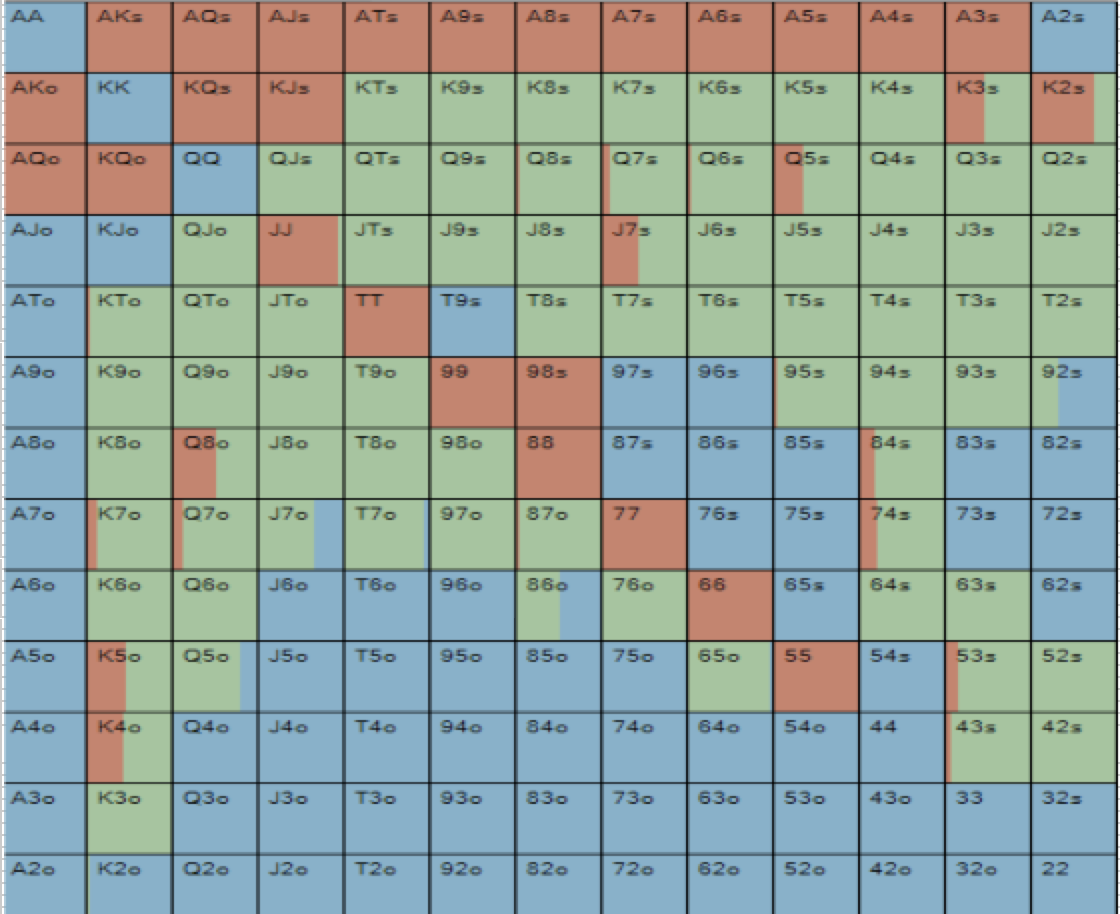 AA AKs AQs AJs ATs A9s A8s A7s A6s A5s A4s A3s A2s
AKo KK KQs KJs KTs K9s K8s K7s K6s K5s K4s K3s K2s
AQo KQo QQ QJs QTs Q9s Q8s Q7s Q6s Q5s Q4s Q3s Q2s
AJo KJo QJo JJ JTs J9s J8s J7s J6s J5s J4s J3s J2s
ATo KTo QTo JTo TT T9s T8s T7s T6s T5s T4s T3s T2s
A9o K9o Q9o J9o T9o 99 98s 97s 96s 95s 94s 93s 92s
A8o K8o Q8o J8o T8o 98o 88 87s 86s 85s 84s 83s 82s
A7o K7o Q7o J7o T7o 97o 87o 77 76s 75s 74s 73s 72s
A6o K6o Q6o J6o T6o 96o 86o 76o 66 65s 64s 63s 62s
A5o K5o Q5o J5o T5o 95o 85o 75o 65o 55 54s 53s 52s
A4o K4o Q4o J4o T4o 94o 84o 74o 64o 54o 44 43s 42s
A3o K3o Q3o J3o T3o 93o 83o 73o 63o 53o 43o 33 32s
A2o K2o Q2o J2o T2o 92o 82o 72o 62o 52o 42o 32o 22